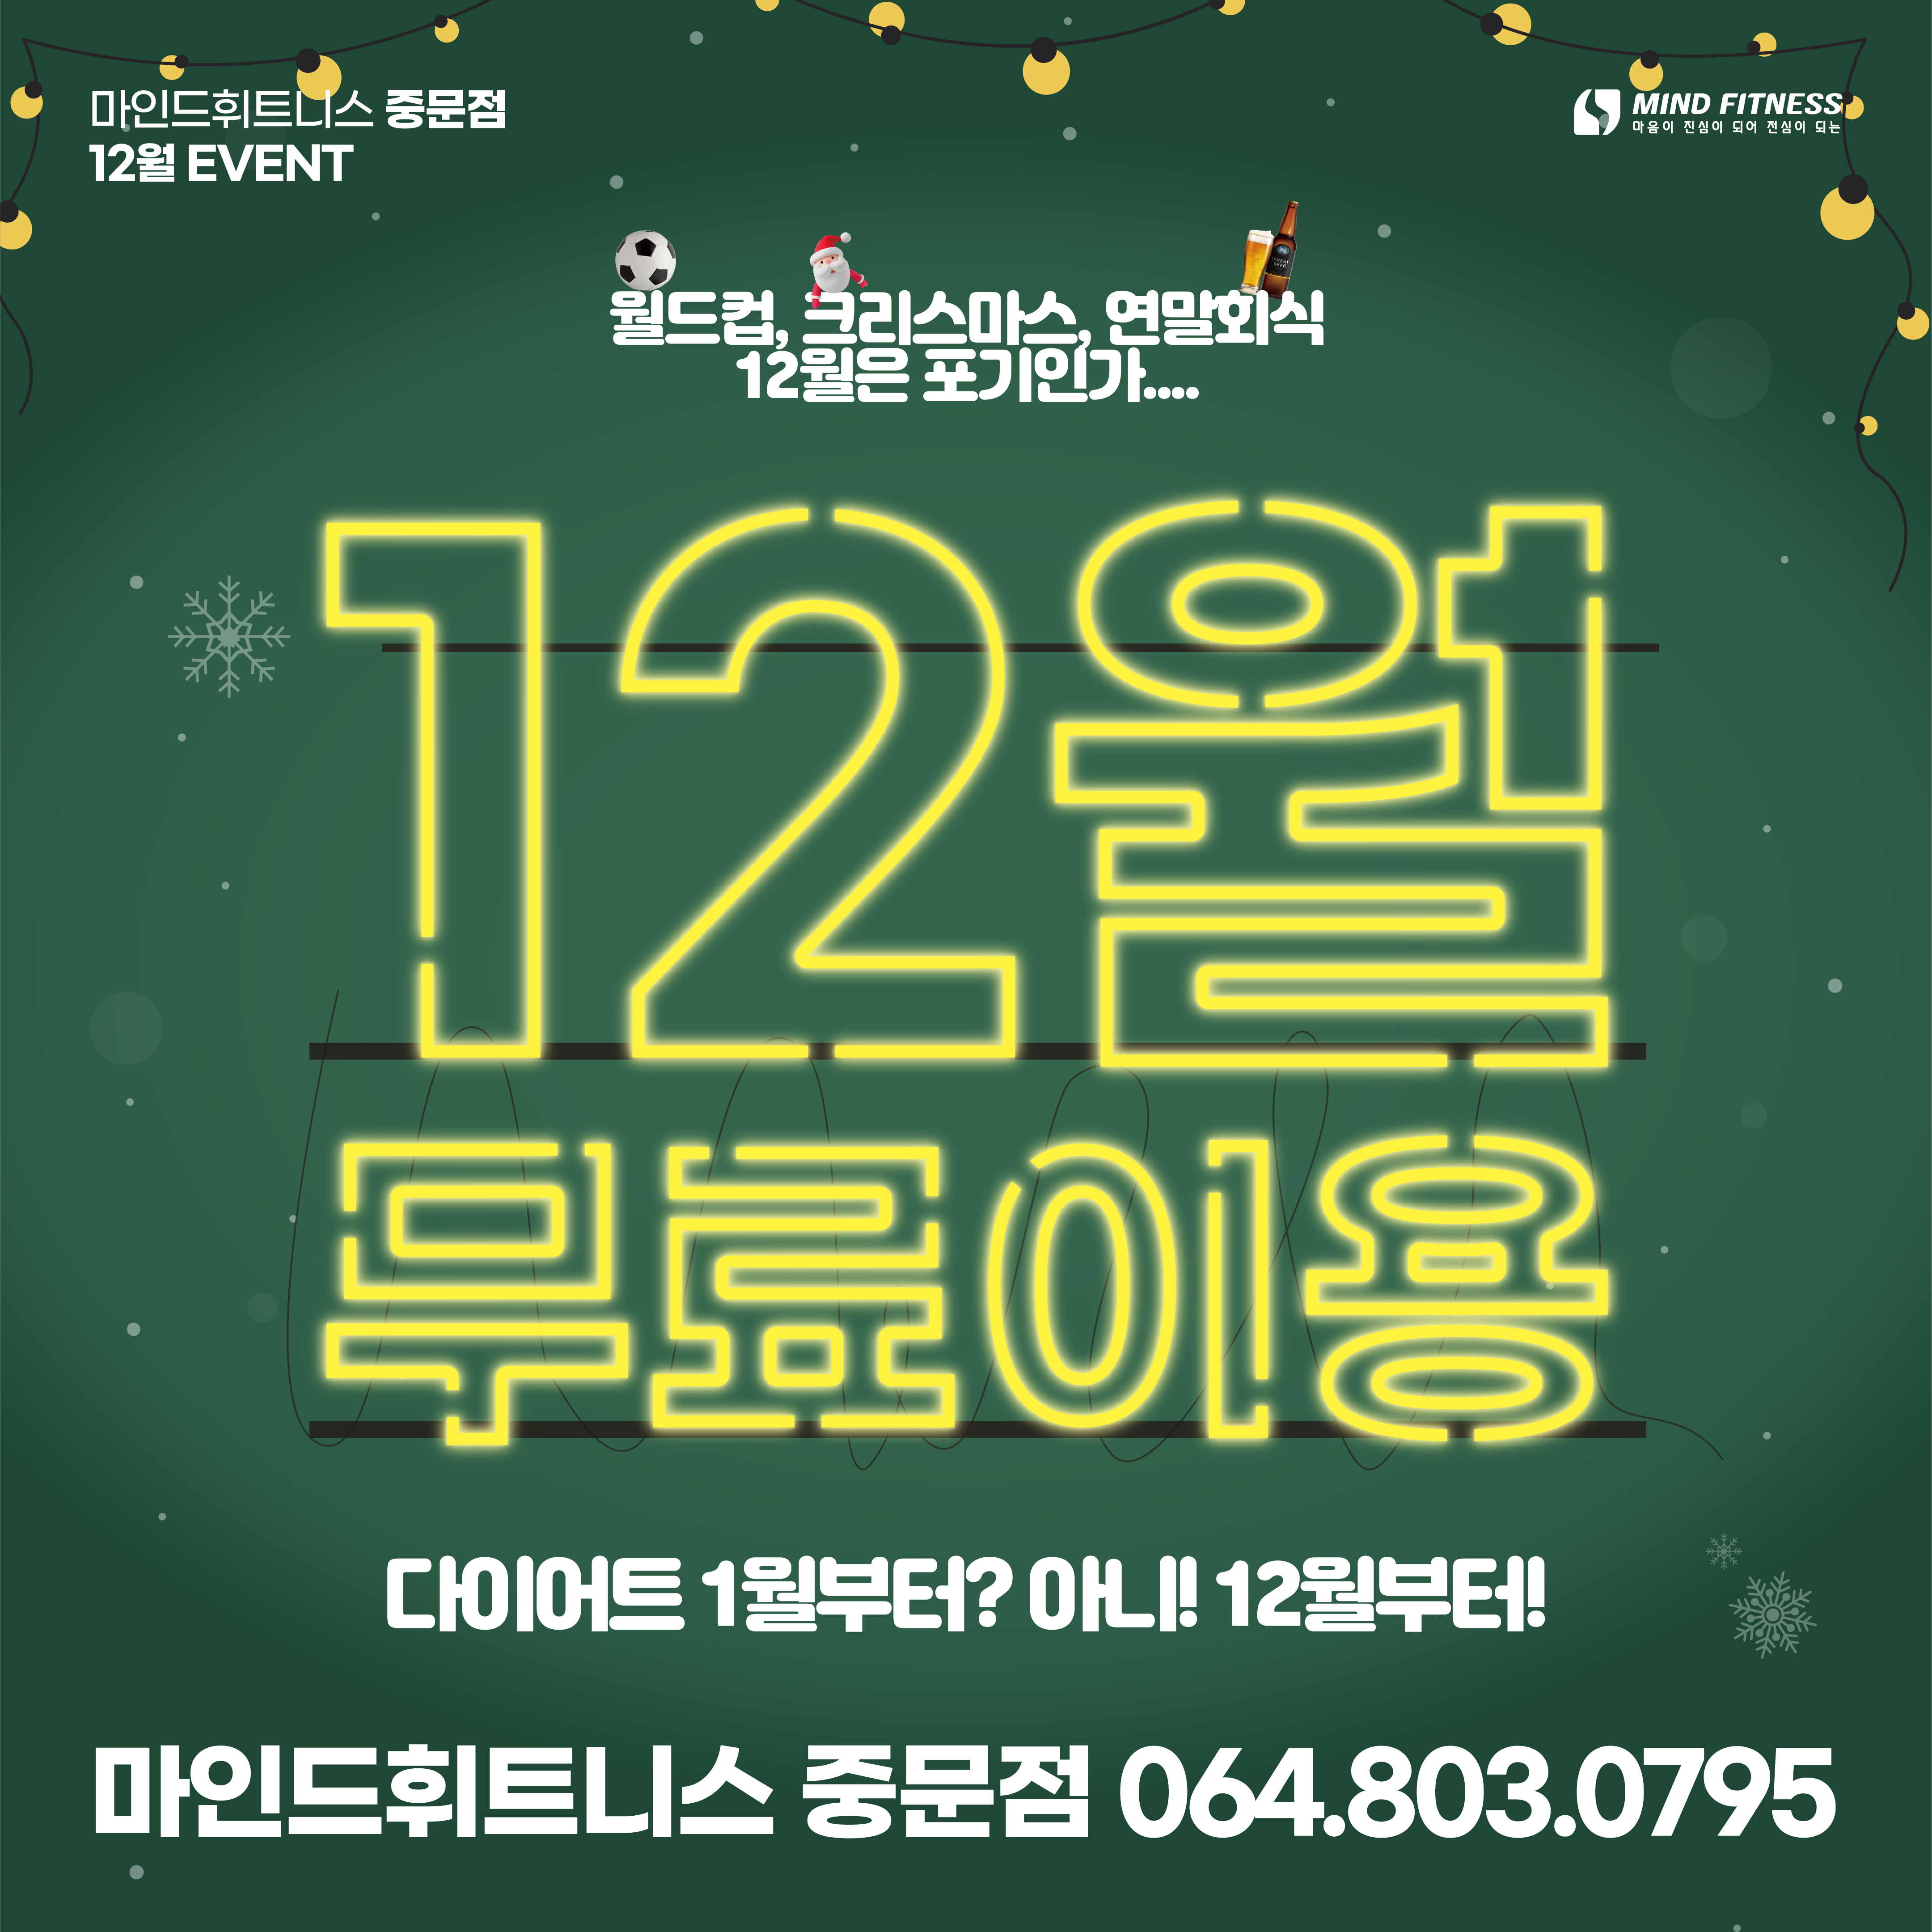 마인드휘트니스 중문점
12월 EVENT
MIND FITNESS
마음이 진심이 되어 전심이 되는
월드컵, 크리스마스, 연말회식
12월은 포기인가....
12월
무료이용
다이어트 1월부터? 아니! 12월부터!
마인드휘트니스 중문점 064.803.0795